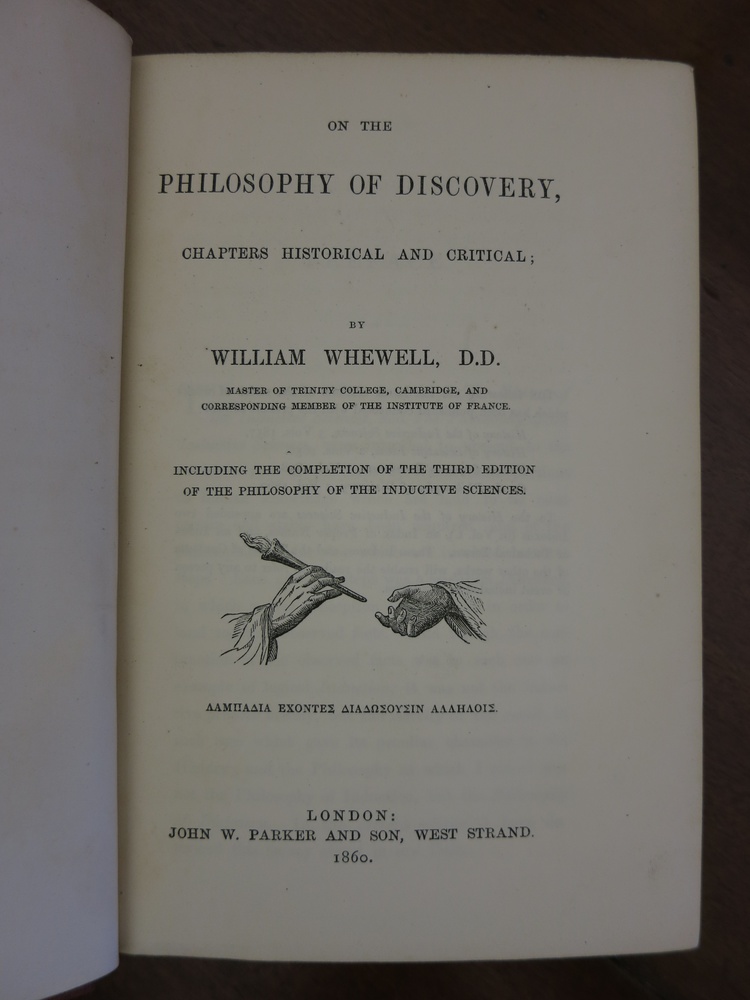 ON THE
PHILOSOPHY OF DISCOVERY,
CHAPTERS HISTORICAL AND CRITICAL;
BY
WILLIAM WHEWELL, D.D.
MASTER OF TRINITY COLLEGE, CAMBRIDGE, AND
CORRESPONDING MEMBER OF THE INSTITUTE OF FRANCE.
INCLUDING THE COMPLETION OF THE THIRD EDITION
OF THE PHILOSOPHY OF THE INDUCTIVE SCIENCES.
ΛΑΜΠΑΔΙΑ ΕΧΟΝΤΕΣ ΔΙΑΔΩΣΟΥΣΙΝ ΑΛΛΗΛΟΙΣ.
LONDON:
JOHN W. PARKER AND SON, WEST STRAND.
1860.